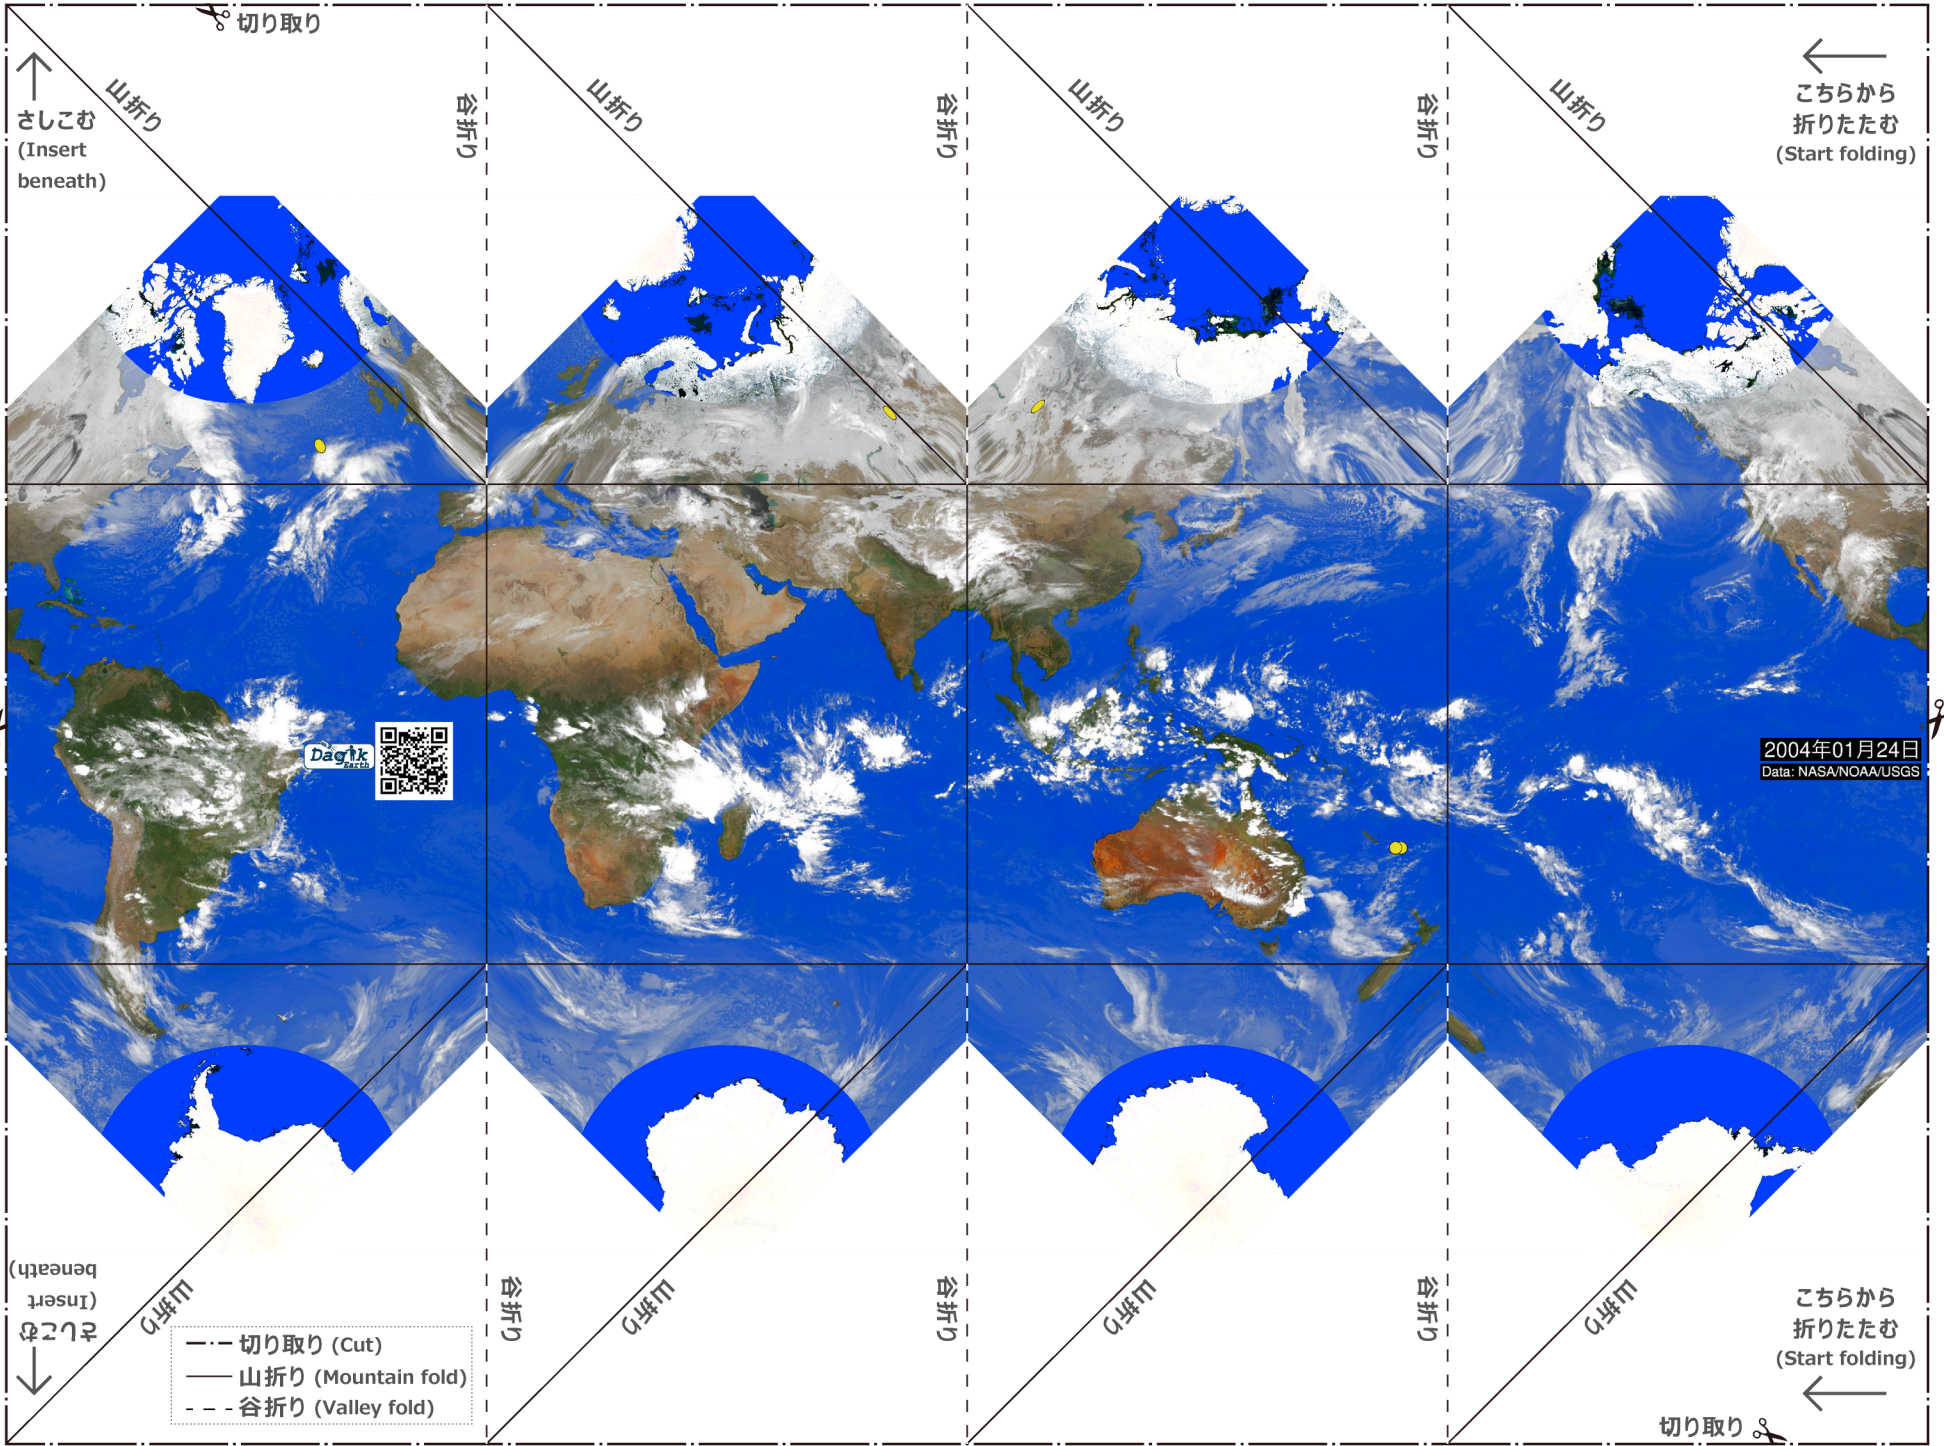 切り取り
山折り
谷折り
山折り
谷折り
山折り
谷折り
山折り
さしこむ
(Insert
beneath)
こちらから
折りたたむ
(Start folding)
Dagik
Earth
2004年01月24日
Data: NASA/NOAA/USGS
さしこむ
(Insert
beneath)
山折り
谷折り
山折り
谷折り
山折り
谷折り
山折り
こちらから
折りたたむ
(Start folding)
切り取り (Cut)
山折り (Mountain fold)
谷折り (Valley fold)
切り取り